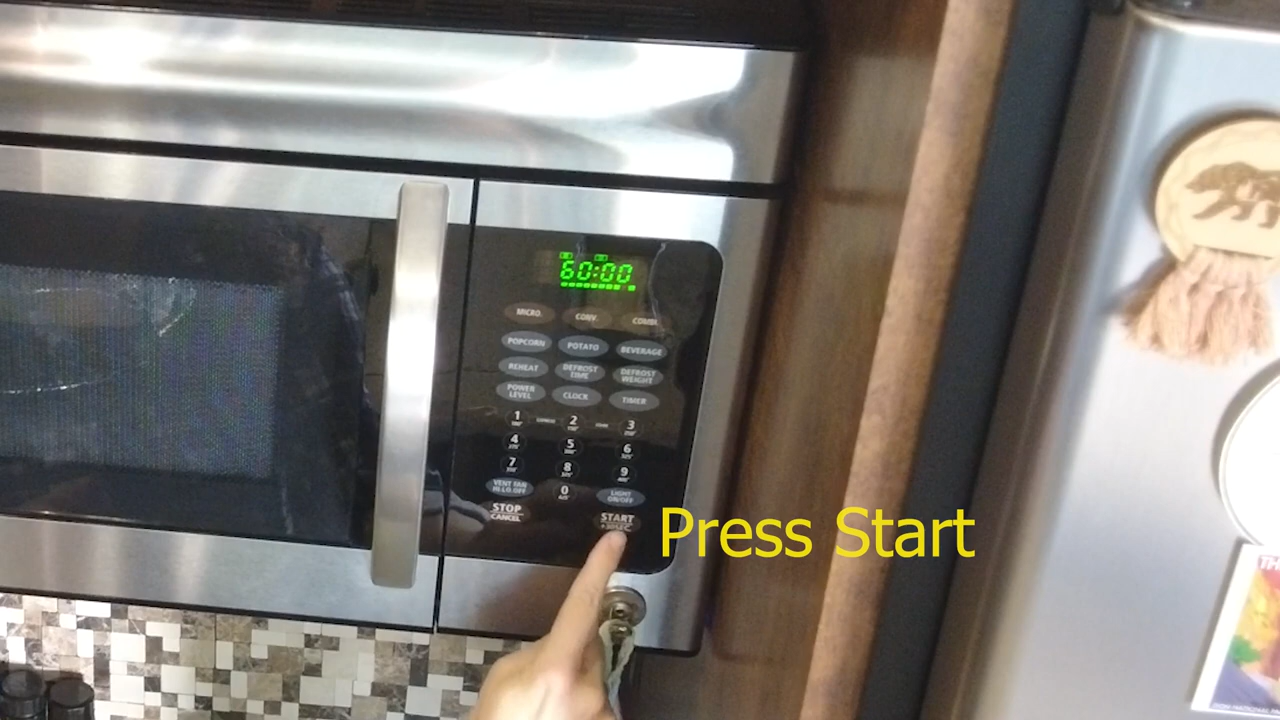 60:00
MICRO.
CONV.
COMBI.
POPCORN
POTATO
BEVERAGE
REHEAT
DEFROST
TIME
DEFROST
WEIGHT
POWER
LEVEL
CLOCK
TIMER
1
2
3
4
5
6
7
8
9
VENT FAN
HI.LO.OFF
0
LIGHT
ON/OFF
STOP
CANCEL
START
Press Start